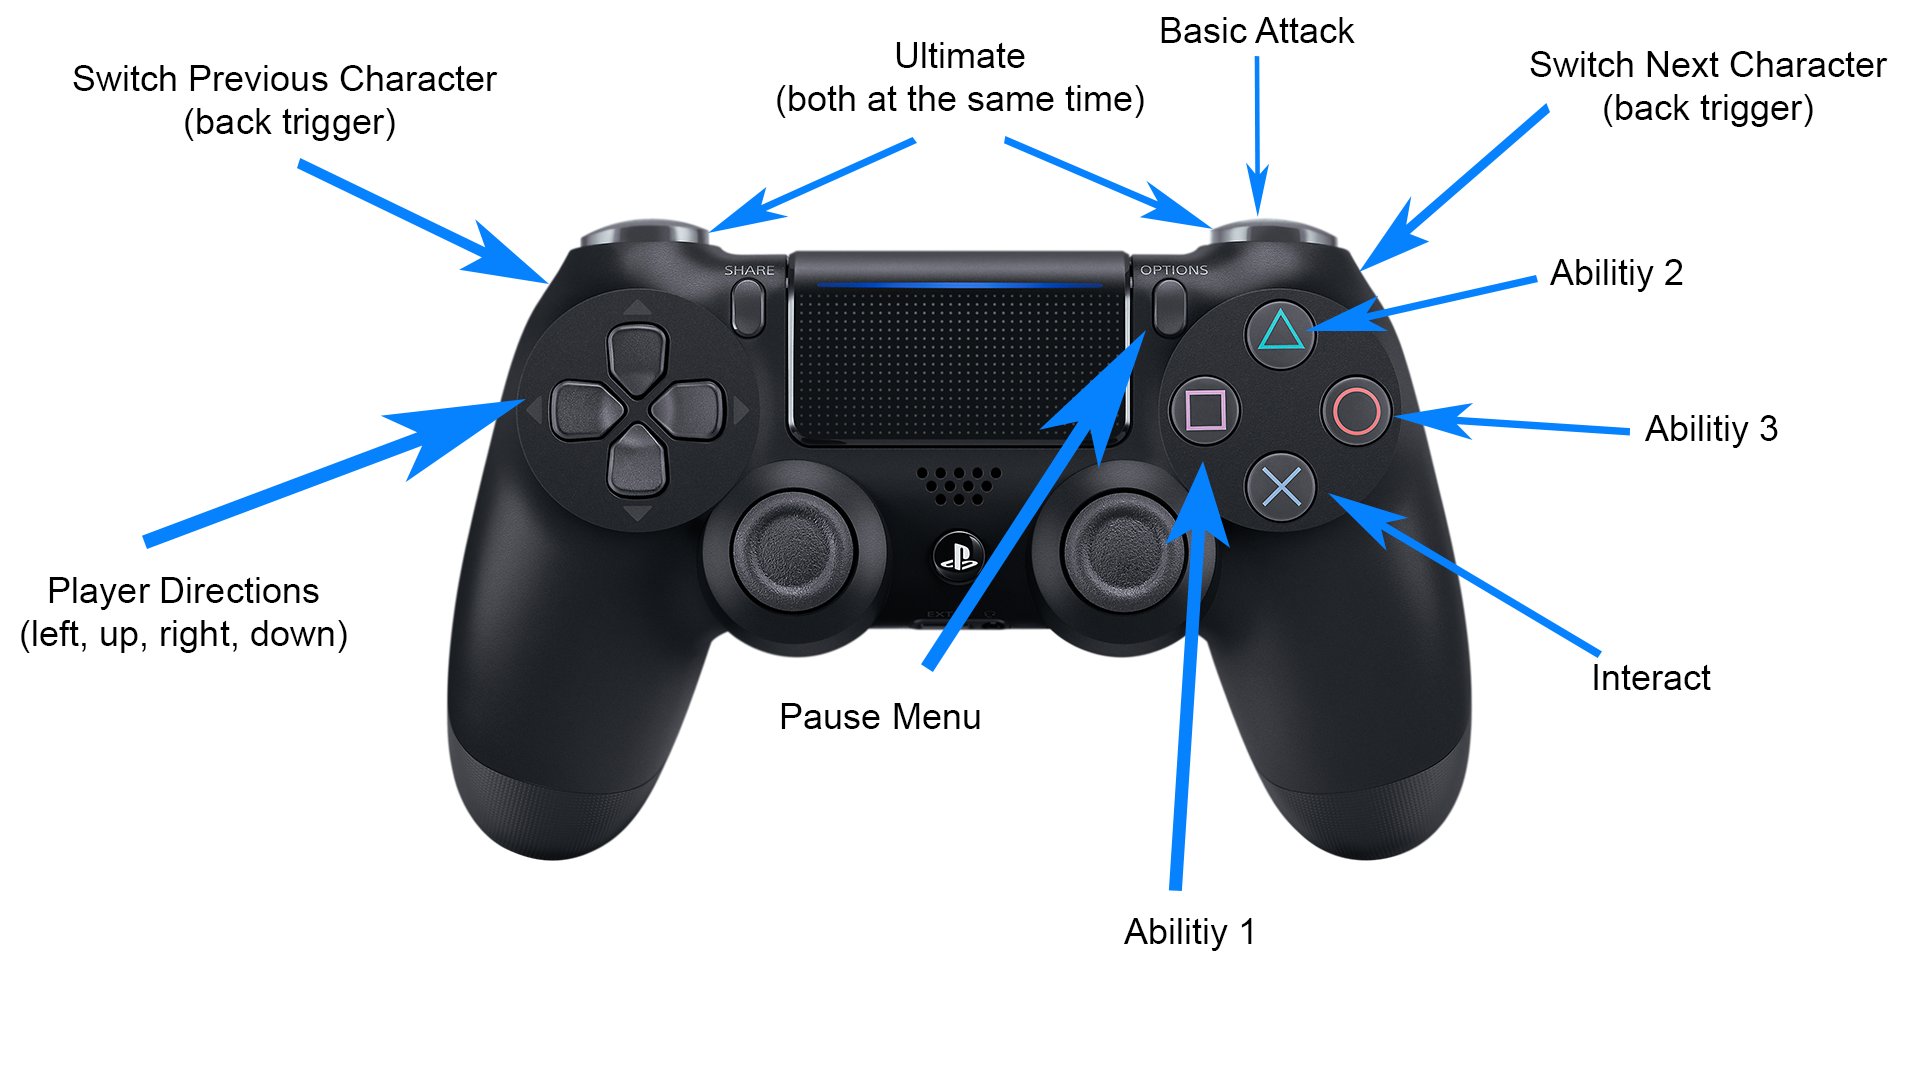 Basic Attack
Ultimate
(both at the same time)
Switch Previous Character
(back trigger)
Switch Next Character
(back trigger)
SHARE
OPTIONS
Abilitiy 2
Abilitiy 3
Player Directions
(left, up, right, down)
Interact
Pause Menu
Abilitiy 1